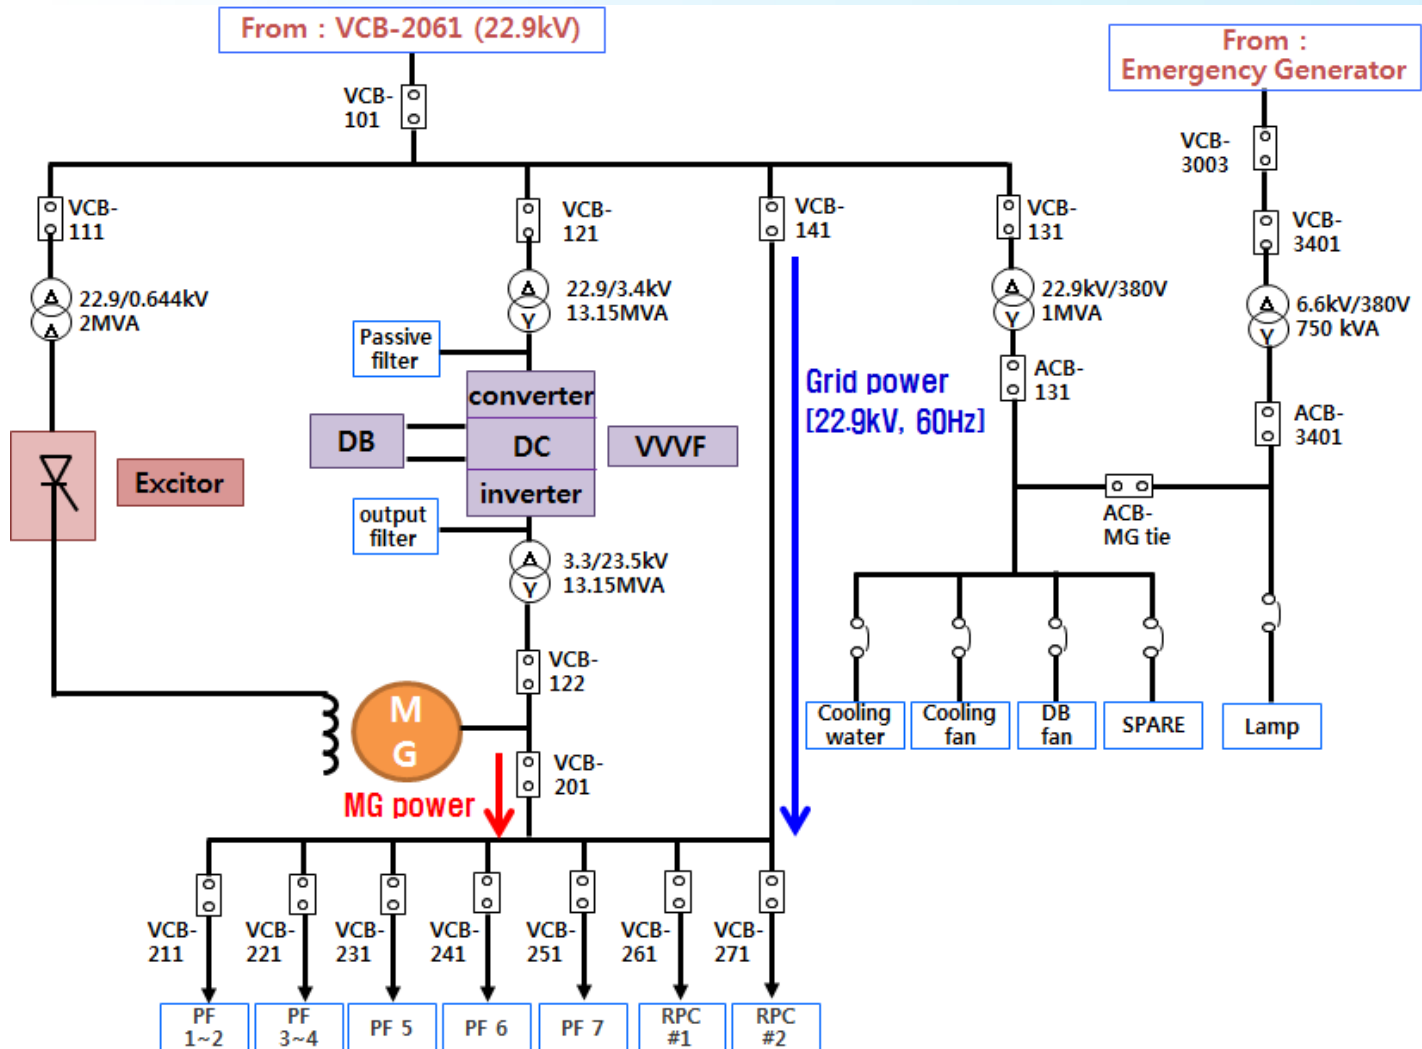 From : VCB-2061 (22.9kV)
From :
Emergency Generator
VCB-
101
VCB-
3003
VCB-
111
VCB-
121
VCB-
141
VCB-
131
VCB-
3401
Δ
Δ
22.9/0.644kV
2MVA
Δ
Y
22.9/3.4kV
13.15MVA
Δ
Y
22.9kV/380V
1MVA
Δ
Y
6.6kV/380V
750 kVA
Passive
filter
converter
DC
inverter
DB
VVVF
Grid power
[22.9kV, 60Hz]
ACB-
131
ACB-
3401
Excitor
output
filter
ACB-
MG tie
Δ
Y
3.3/23.5kV
13.15MVA
VCB-
122
M
G
VCB-
201
MG power
Cooling
water
Cooling
fan
DB
fan
SPARE
Lamp
VCB-
211
VCB-
221
VCB-
231
VCB-
241
VCB-
251
VCB-
261
VCB-
271
PF
1~2
PF
3~4
PF 5
PF 6
PF 7
RPC
#1
RPC
#2